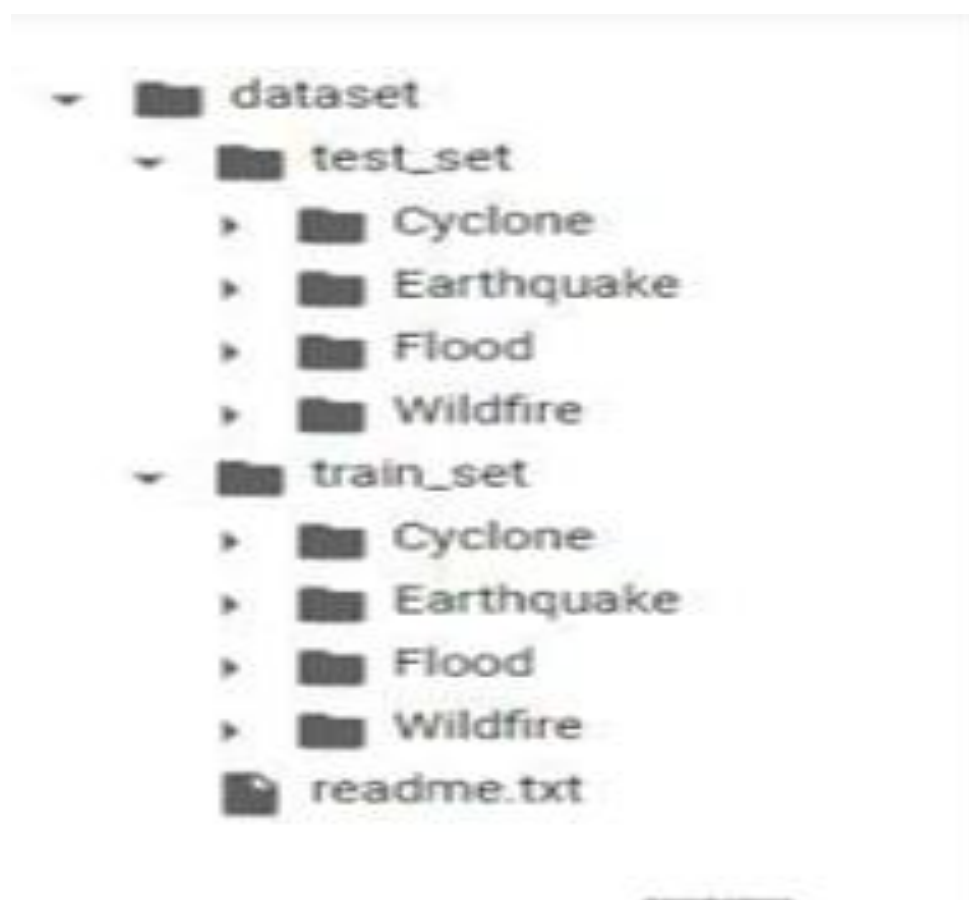 dataset
test_set
Cyclone
Earthquake
Flood
Wildfire
train_set
Cyclone
Earthquake
Flood
Wildfire
readme.txt